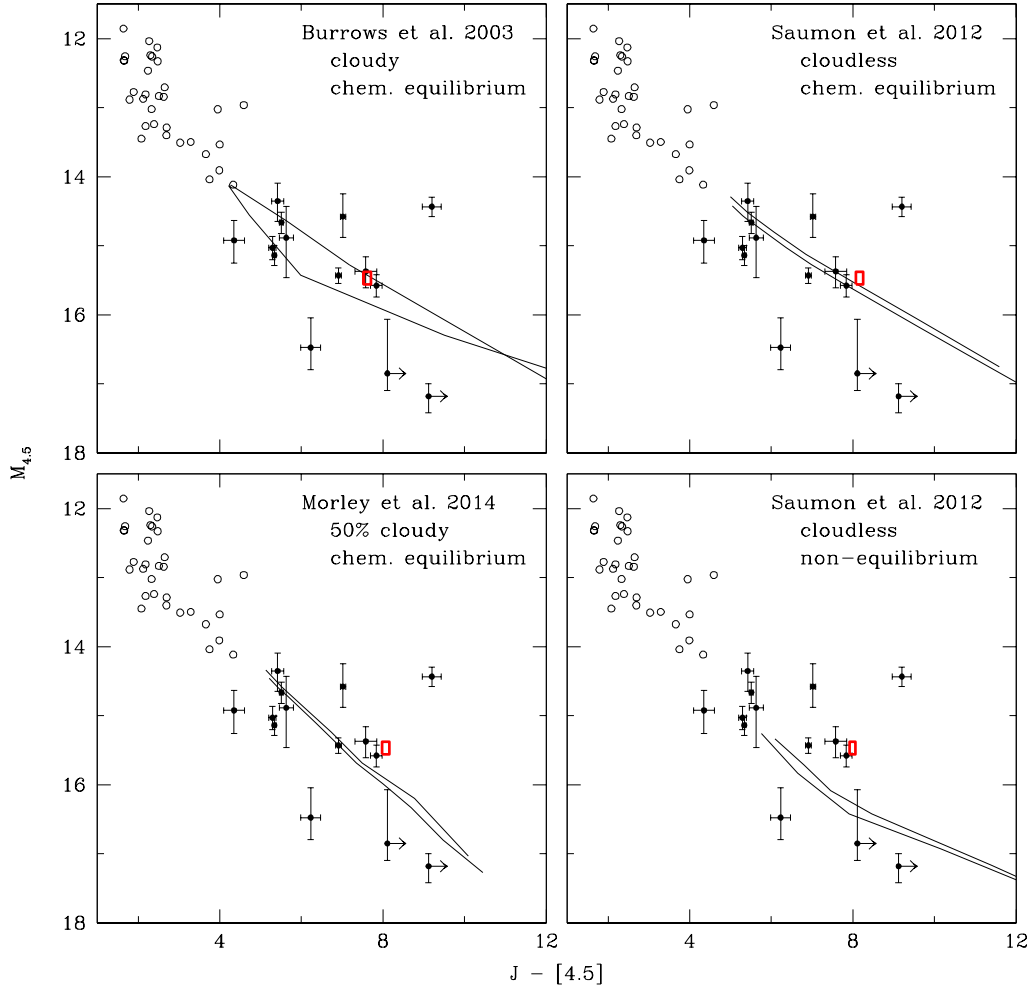 Burrows et al. 2003
cloudy
chem. equilibrium
Saumon et al. 2012
cloudless
chem. equilibrium
12
14
16
18
M4.5
Morley et al. 2014
50% cloudy
chem. equilibrium
Saumon et al. 2012
cloudless
non-equilibrium
12
14
16
18
4
8
12
4
8
12
J - [4.5]